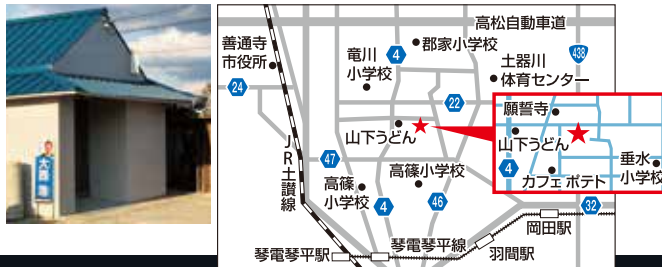 大西
高松自動車道
善通寺
市役所
24
竜川
小学校
4
郡家小学校
438
土器川
体育センター
22
山下うどん
願誓寺
山下うどん
4
カフェ ポテト
垂水
小学校
JR土讃線
47
高篠
小学校
高篠小学校
4
46
32
岡田駅
羽間駅
琴電琴平線
琴電琴平駅